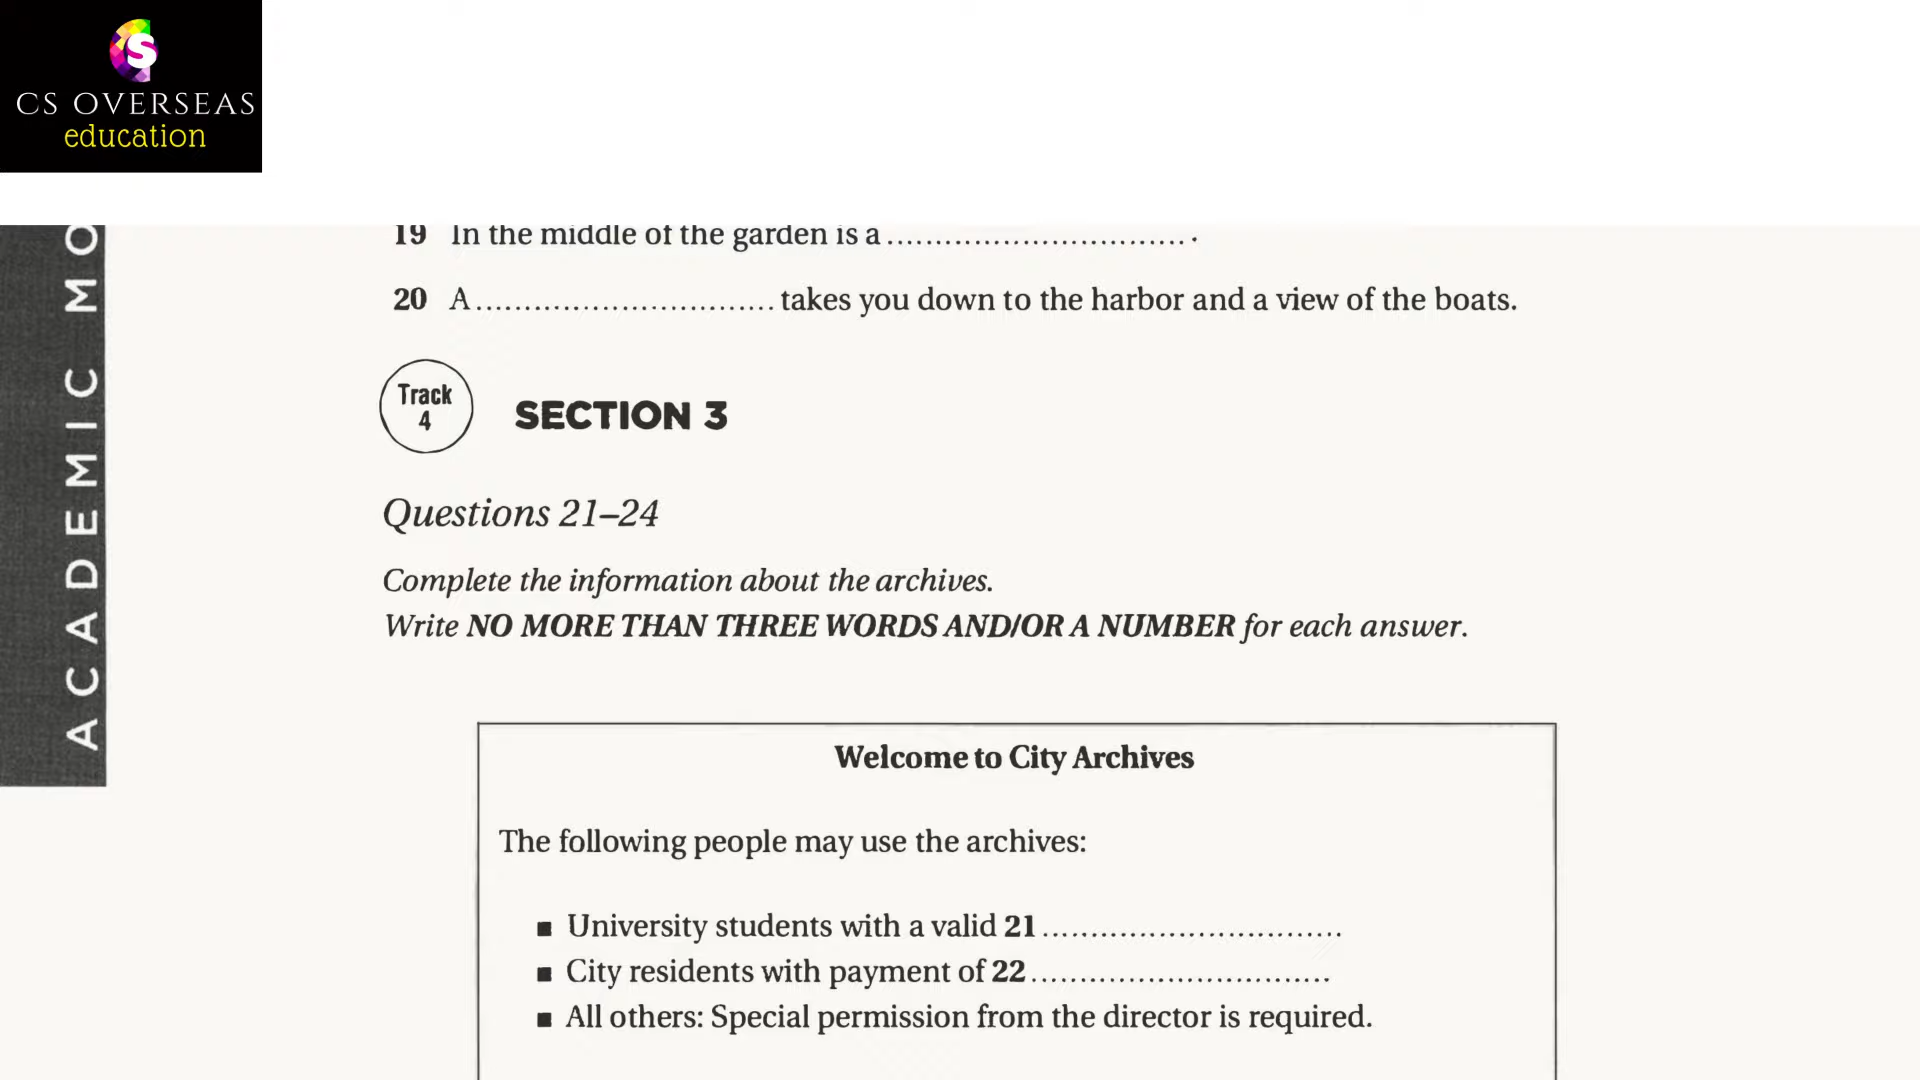 S
CS OVERSEAS
education
ACADEMIC MO
19 In the middle of the garden is a ............................... .
20 A............................... takes you down to the harbor and a view of the boats.
Track
4
SECTION 3
Questions 21–24
Complete the information about the archives.
Write NO MORE THAN THREE WORDS AND/OR A NUMBER for each answer.
Welcome to City Archives
The following people may use the archives:
■ University students with a valid 21 ...............................
■ City residents with payment of 22 ...............................
■ All others: Special permission from the director is required.